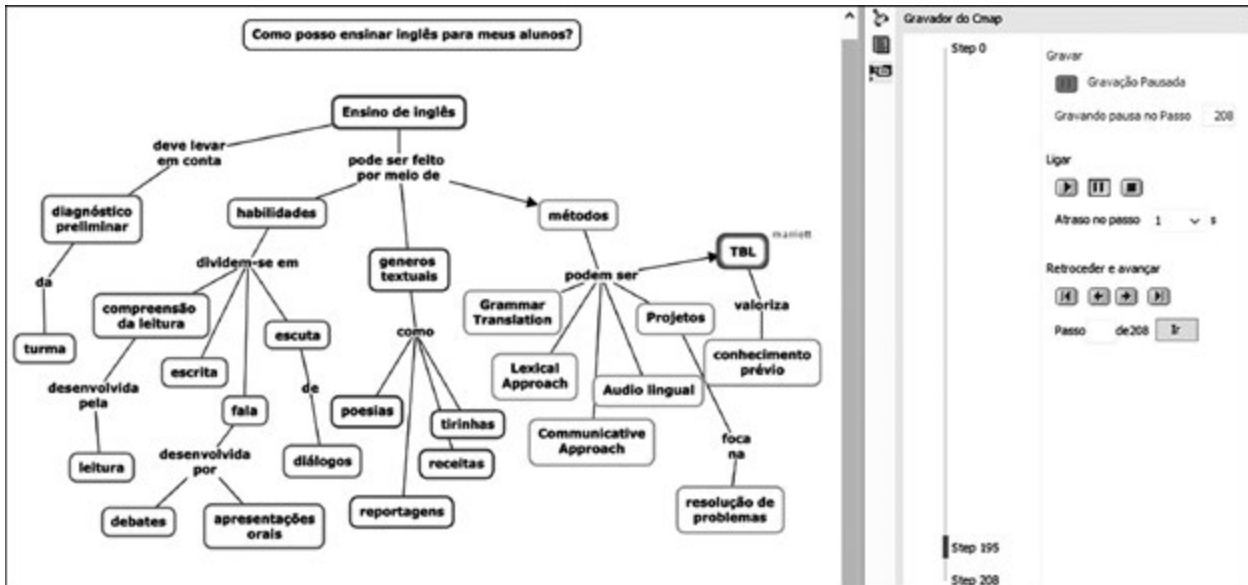 Como posso ensinar inglês para meus alunos?
Ensino de inglês
deve levar
em conta
pode ser feito
por meio de
diagnóstico
preliminar
da
turma
habilidades
dividem-se em
compreensão
da leitura
desenvolvida
pela
leitura
escrita
fala
desenvolvida
por
debates
apresentações
orais
escuta
de
diálogos
generos
textuais
como
poesias
reportagens
receitas
tirinhas
métodos
podem ser
Grammar
Translation
Lexical
Approach
Communicative
Approach
Audio lingual
Projetos
foca
na
resolução de
problemas
TBL
marriott
valoriza
conhecimento
prévio
Gravador do Cmap
Step 0
Step 195
Step 208
Gravar
Gravação Pausada
Gravando pausa no Passo 208
Ligar
Atraso no passo 1 s
Retroceder e avançar
Passo de 208 Ir